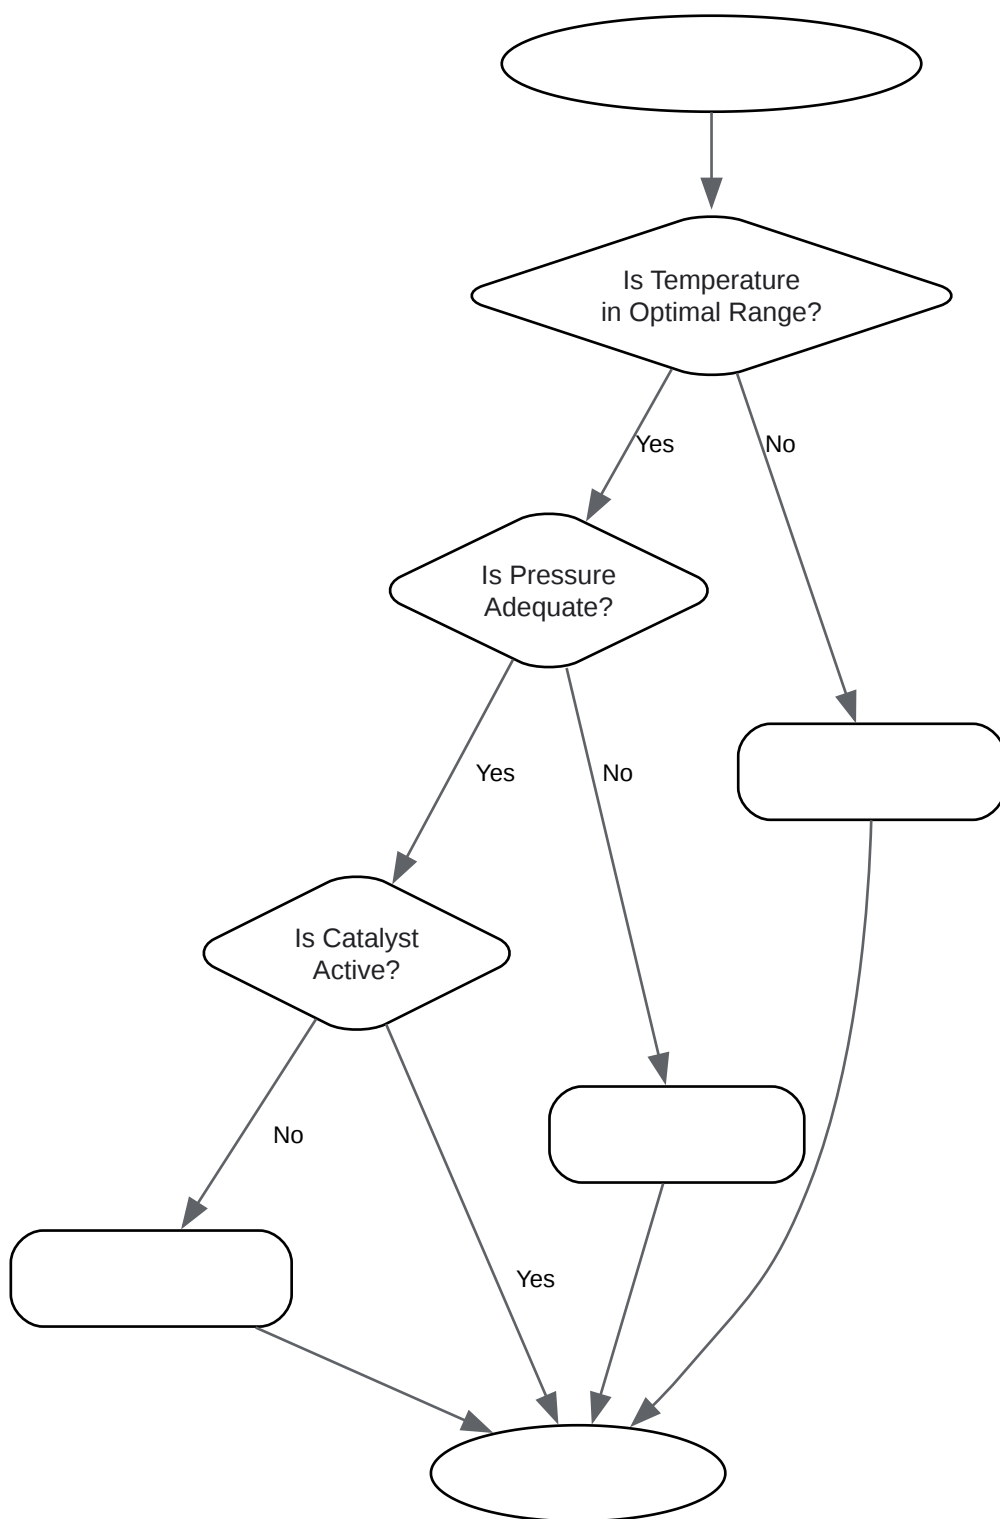 Is Temperature
in Optimal Range?
Yes
No
Is Pressure
Adequate?
Yes
No
Is Catalyst
Active?
No
Yes